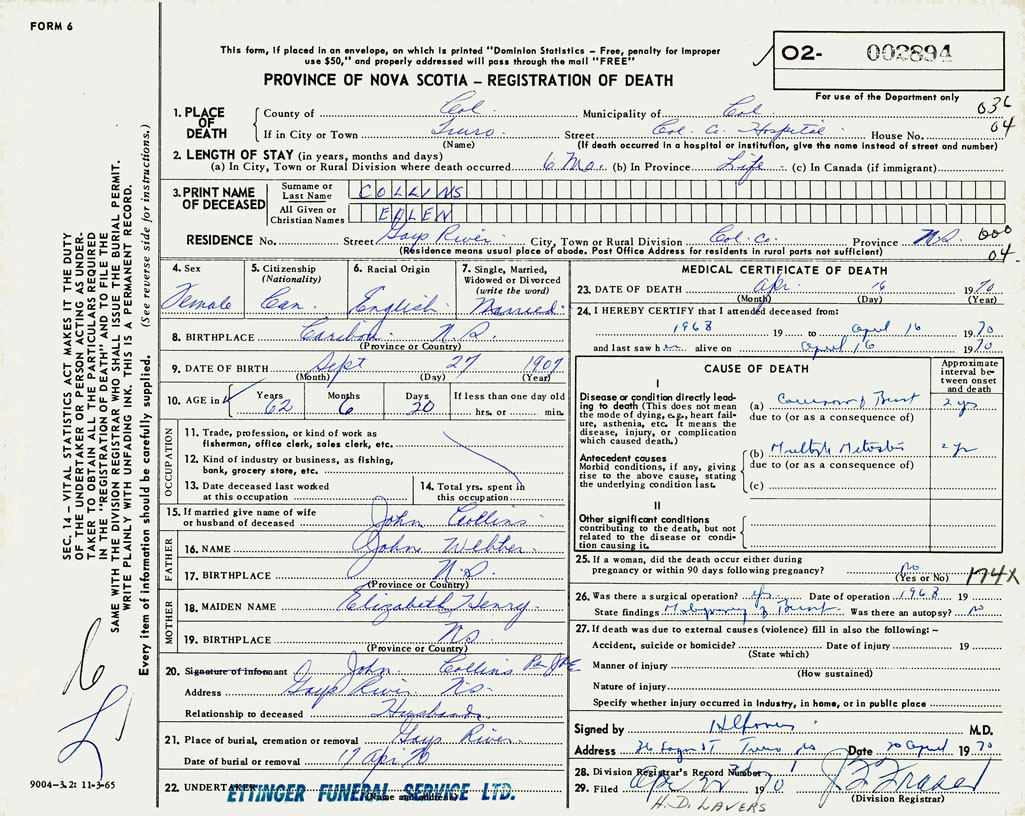 FORM 6
This form, if placed in an envelope, on which is printed "Dominion Statistics – Free, penalty for improper
use $50," and properly addressed will pass through the mail "FREE"
PROVINCE OF NOVA SCOTIA – REGISTRATION OF DEATH
O2- 002894
For use of the Department only
036
04
SEC. 14 – VITAL STATISTICS ACT MAKES IT THE DUTY
OF THE UNDERTAKER OR PERSON ACTING AS UNDER-
TAKER TO OBTAIN ALL THE PARTICULARS REQUIRED
IN THE "REGISTRATION OF DEATH" AND TO FILE THE
SAME WITH THE DIVISION REGISTRAR WHO SHALL ISSUE THE BURIAL PERMIT.
WRITE PLAINLY WITH UNFADING INK. THIS IS A PERMANENT RECORD.
Every item of information should be carefully supplied. (See reverse side for instructions.)
1. PLACE OF DEATH
County of Col. Municipality of Col.
If in City or Town Truro. Street Col. Co. Hospital House No.
(Name) (If death occurred in a hospital or institution, give the name instead of street and number)
2. LENGTH OF STAY (in years, months and days)
(a) In City, Town or Rural Division where death occurred 6 Mo. (b) In Province Life (c) In Canada (if immigrant)
3. PRINT NAME OF DECEASED
Surname or Last Name COLLINS
All Given or Christian Names
RESIDENCE No. Street Gays River City, Town or Rural Division Col. Co. Province N.S. 000
(Residence means usual place of abode. Post Office Address for residents in rural parts not sufficient) 04.
4. Sex Female
5. Citizenship (Nationality) Can.
6. Racial Origin English
7. Single, Married, Widowed or Divorced (write the word) Married.
8. BIRTHPLACE Caribou N.S.
(Province or Country)
9. DATE OF BIRTH Sept 27 1907
(Month) (Day) (Year)
10. AGE in Years 62 Months 6 Days 20 If less than one day old hrs. or min.
OCCUPATION
11. Trade, profession, or kind of work as fisherman, office clerk, sales clerk, etc.
12. Kind of industry or business, as fishing, bank, grocery store, etc.
13. Date deceased last worked at this occupation
14. Total yrs. spent in this occupation
15. If married give name of wife or husband of deceased John Collins
FATHER
16. NAME John Webber.
17. BIRTHPLACE N.S.
(Province or Country)
MOTHER
18. MAIDEN NAME Elizabeth Henry.
19. BIRTHPLACE Ns.
(Province or Country)
20. Signature of informant John Collins
Address Gays River Ns.
Relationship to deceased Husband
21. Place of burial, cremation or removal Gays River.
Date of burial or removal 17 Apr 70
22. UNDERTAKER ETTINGER FUNERAL SERVICE LTD.
(Name and address)
9004–3.2: 11-3-65
MEDICAL CERTIFICATE OF DEATH
23. DATE OF DEATH Apr. 16 1970
(Month) (Day) (Year)
24. I HEREBY CERTIFY that I attended deceased from:
1968 19 to April 16 1970
and last saw her alive on April 16 1970
CAUSE OF DEATH
Approximate interval between onset and death
I
Disease or condition directly leading to death (This does not mean the mode of dying, e.g., heart failure, asthenia, etc. It means the disease, injury, or complication which caused death.)
(a) Carcinoma of Breast 2 yrs
due to (or as a consequence of)
Antecedent causes
Morbid conditions, if any, giving rise to the above cause, stating the underlying condition last.
(b) Multiple Metastasis 2 yr
due to (or as a consequence of)
(c)
II
Other significant conditions
contributing to the death, but not related to the disease or condition causing it.
25. If a woman, did the death occur either during pregnancy or within 90 days following pregnancy? no
(Yes or No) 174X
26. Was there a surgical operation? yes Date of operation 1968 19
State findings Malignancy of Breast Was there an autopsy? no
27. If death was due to external causes (violence) fill in also the following: –
Accident, suicide or homicide? Date of injury 19
(State which)
Manner of injury
(How sustained)
Nature of injury
Specify whether injury occurred in industry, in home, or in public place
Signed by M.D.
Address Truro Ns Date 20 April 1970
28. Division Registrar's Record Number
29. Filed Apr 22 1970
(Division Registrar)
H.D. LAVERS